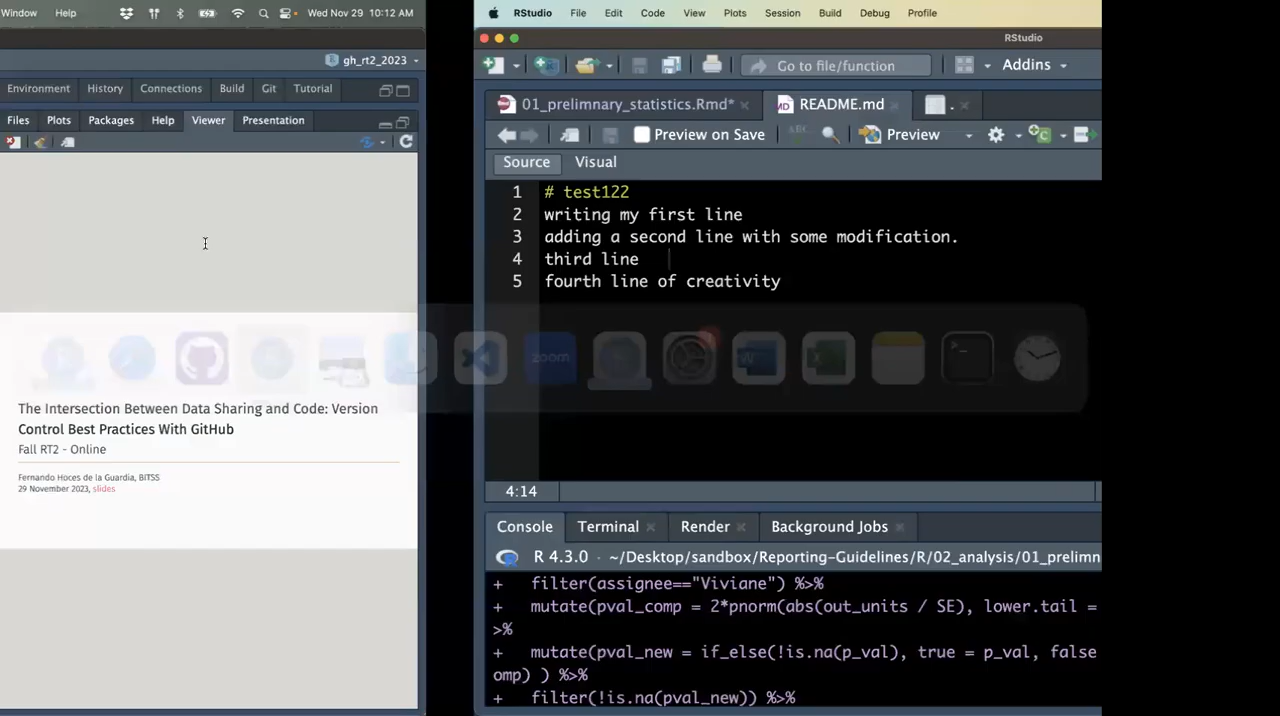 Window Help Wed Nov 29 10:12 AM
gh_rt2_2023
Environment History Connections Build Git Tutorial
Files Plots Packages Help Viewer Presentation
The Intersection Between Data Sharing and Code: Version
Control Best Practices With GitHub
Fall RT2 - Online
Fernando Hoces de la Guardia, BITSS
29 November 2023, slides
RStudio File Edit Code View Plots Session Build Debug Profile
RStudio
Go to file/function Addins
01_prelimnary_statistics.Rmd* README.md .
Preview on Save ABC Preview
Source Visual
1 # test122
2 writing my first line
3 adding a second line with some modification.
4 third line
5 fourth line of creativity
zoom
4:14
Console Terminal Render Background Jobs
R 4.3.0 · ~/Desktop/sandbox/Reporting-Guidelines/R/02_analysis/01_prelimn
+ filter(assignee=="Viviane") %>%
+ mutate(pval_comp = 2*pnorm(abs(out_units / SE), lower.tail =
>%
+ mutate(pval_new = if_else(!is.na(p_val), true = p_val, false
omp) ) %>%
+ filter(!is.na(pval_new)) %>%